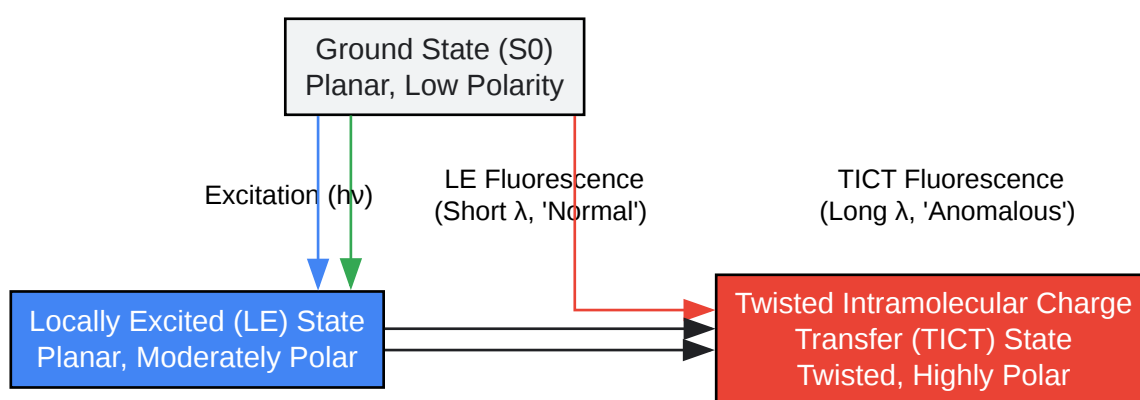 Ground State (S0)
Planar, Low Polarity
Excitation (hν)
LE Fluorescence
(Short λ, 'Normal')
TICT Fluorescence
(Long λ, 'Anomalous')
Locally Excited (LE) State
Planar, Moderately Polar
Twisted Intramolecular Charge
Transfer (TICT) State
Twisted, Highly Polar